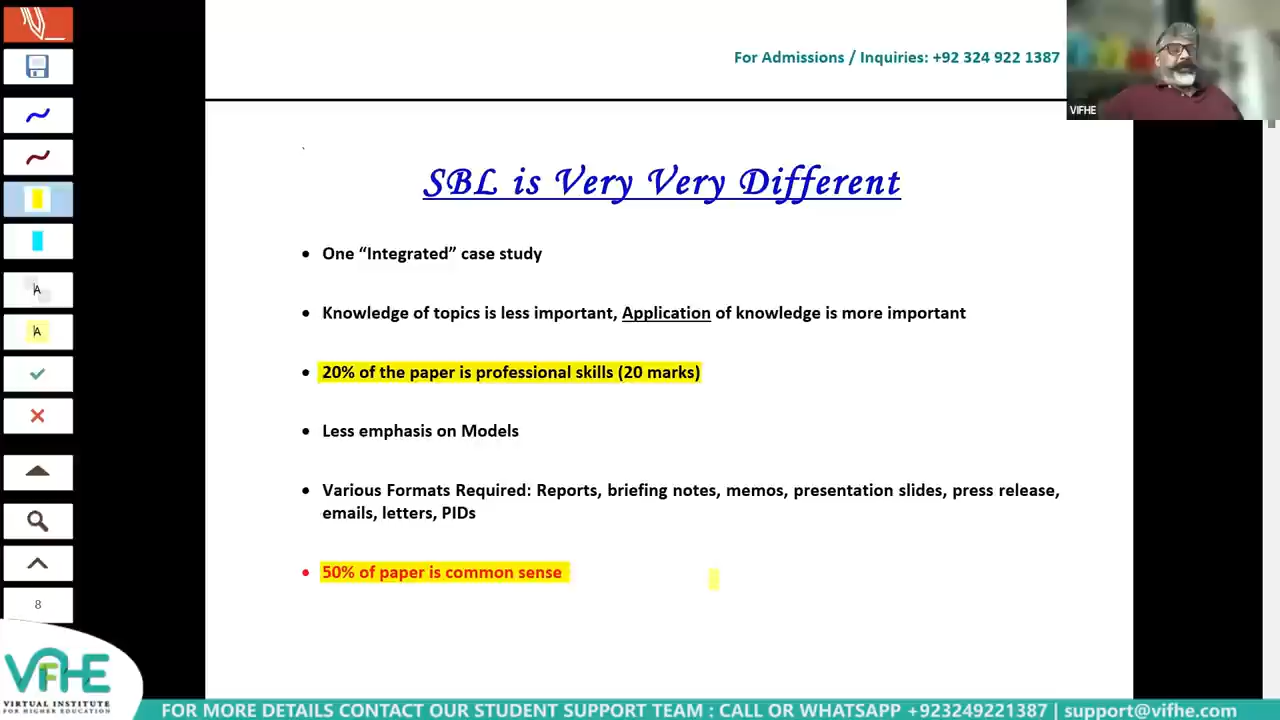 For Admissions / Inquiries: +92 324 922 1387
VIFHE
SBL is Very Very Different
• One “Integrated” case study
• Knowledge of topics is less important, Application of knowledge is more important
• 20% of the paper is professional skills (20 marks)
• Less emphasis on Models
• Various Formats Required: Reports, briefing notes, memos, presentation slides, press release,
emails, letters, PIDs
• 50% of paper is common sense
A
A
8
VIFHE
VIRTUAL INSTITUTE
FOR HIGHER EDUCATION
FOR MORE DETAILS CONTACT OUR STUDENT SUPPORT TEAM : CALL OR WHATSAPP +923249221387 | support@vifhe.com